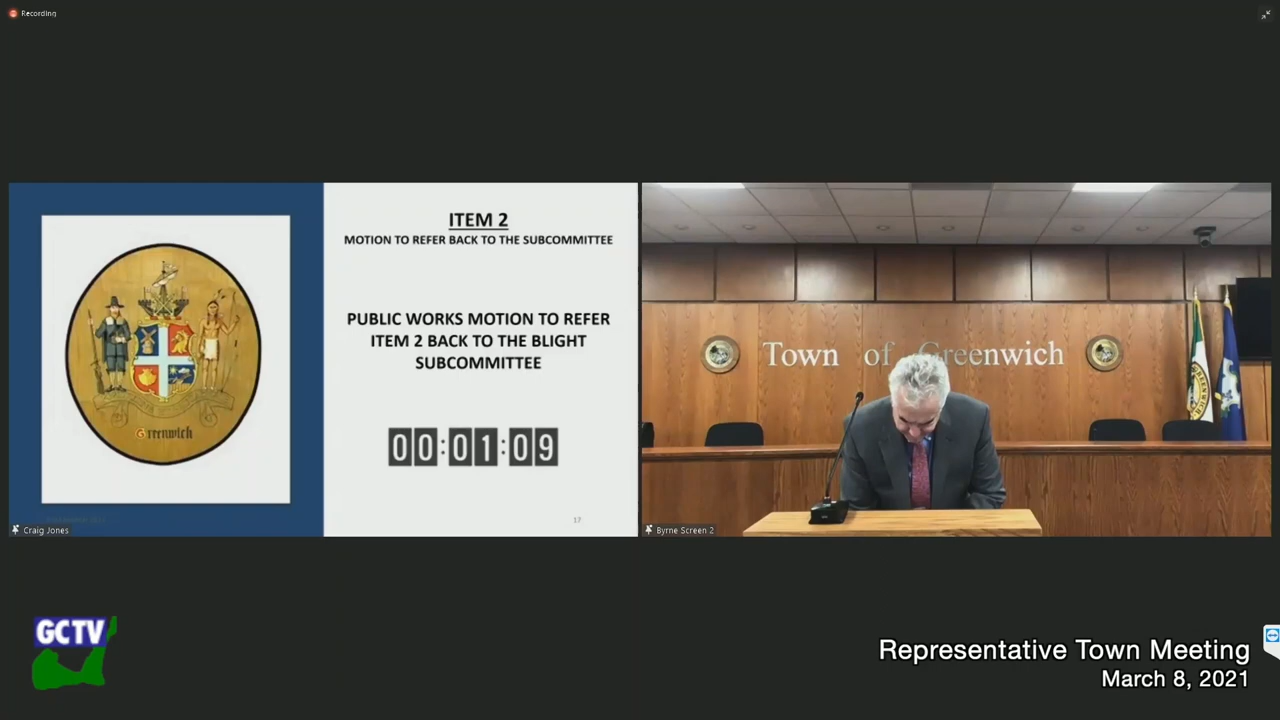 Recording
ITEM 2
MOTION TO REFER BACK TO THE SUBCOMMITTEE
PUBLIC WORKS MOTION TO REFER
ITEM 2 BACK TO THE BLIGHT
SUBCOMMITTEE
00:01:09
Greenwich
17
Craig Jones
Town of Greenwich
Byrne Screen 2
GCTV
Representative Town Meeting
March 8, 2021